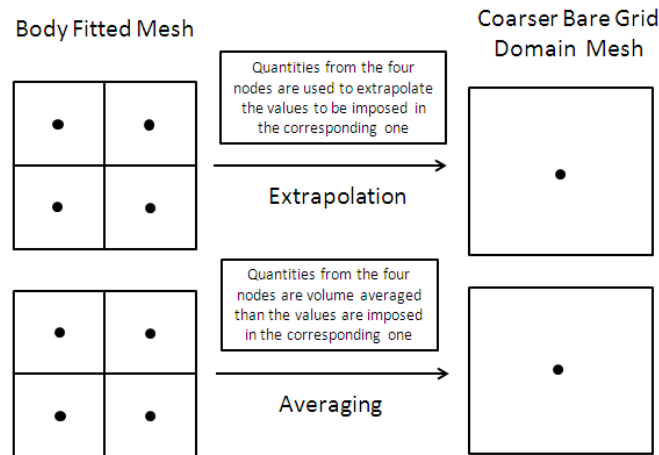 Body Fitted Mesh
Coarser Bare Grid
Domain Mesh
Quantities from the four
nodes are used to extrapolate
the values to be imposed in
the corresponding one
Extrapolation
Quantities from the four
nodes are volume averaged
than the values are imposed
in the corresponding one
Averaging